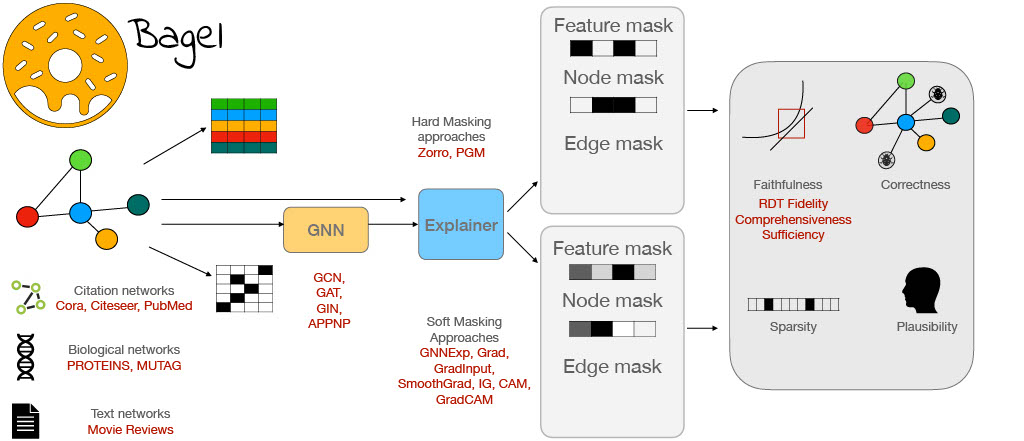 Bagel
Hard Masking
approaches
Zorro, PGM
GNN
Explainer
GCN,
GAT,
GIN,
APPNP
Citation networks
Cora, Citeseer, PubMed
Biological networks
PROTEINS, MUTAG
Text networks
Movie Reviews
Soft Masking
Approaches
GNNExp, Grad,
GradInput,
SmoothGrad, IG, CAM,
GradCAM
Feature mask
Node mask
Edge mask
Feature mask
Node mask
Edge mask
Faithfulness
RDT Fidelity
Comprehensiveness
Sufficiency
Correctness
Sparsity
Plausibility